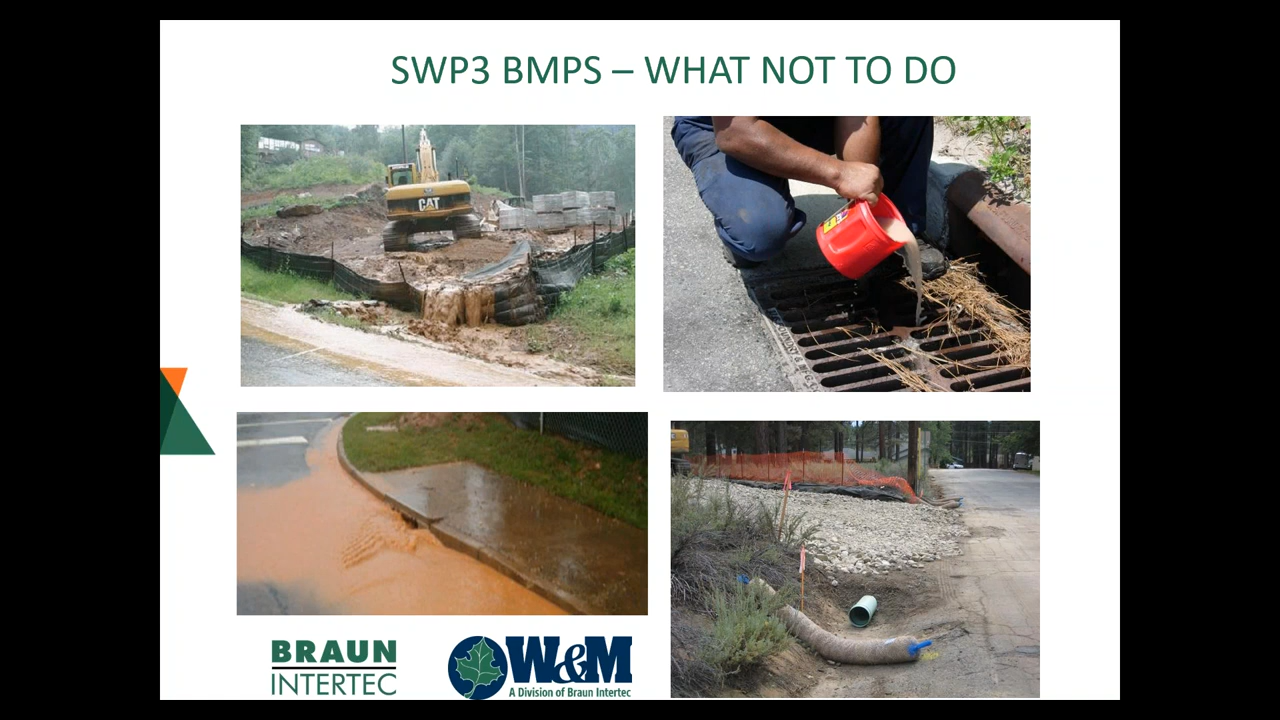 SWP3 BMPS – WHAT NOT TO DO
CAT
BRAUN
INTERTEC
W&M
A Division of Braun Intertec